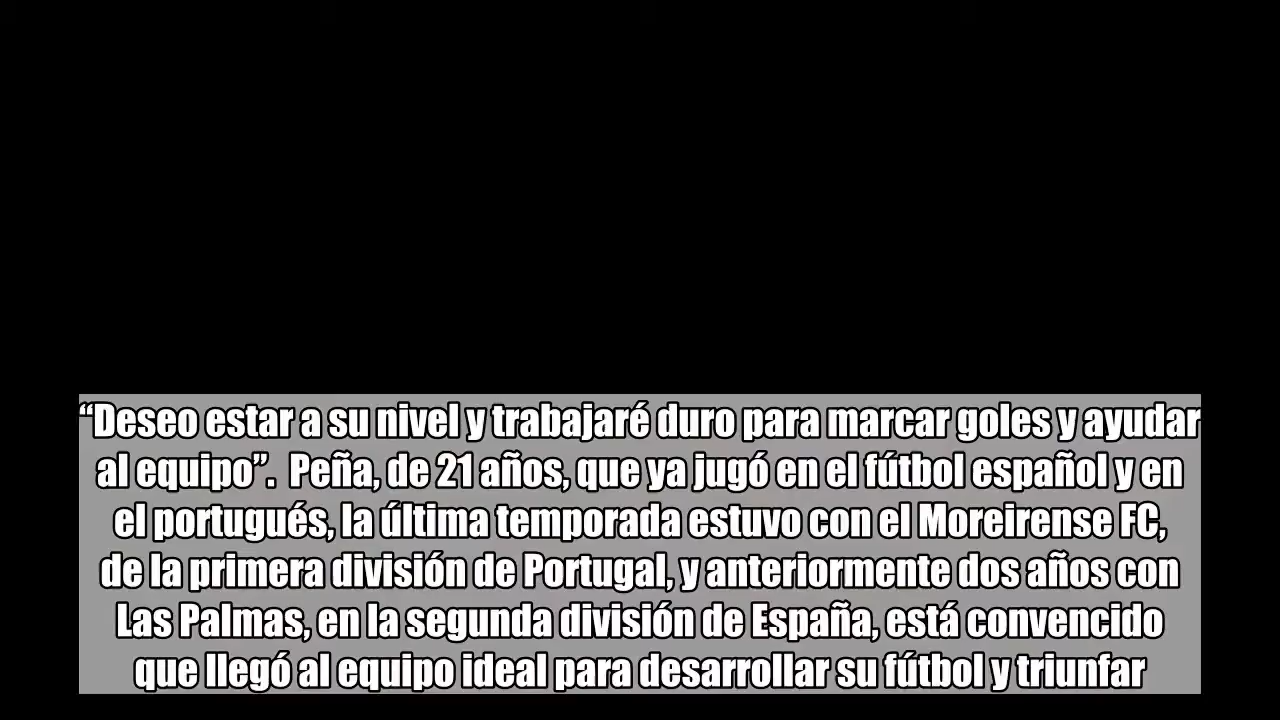 “Deseo estar a su nivel y trabajaré duro para marcar goles y ayudar
al equipo”.  Peña, de 21 años, que ya jugó en el fútbol español y en
el portugués, la última temporada estuvo con el Moreirense FC,
de la primera división de Portugal, y anteriormente dos años con
Las Palmas, en la segunda división de España, está convencido
que llegó al equipo ideal para desarrollar su fútbol y triunfar